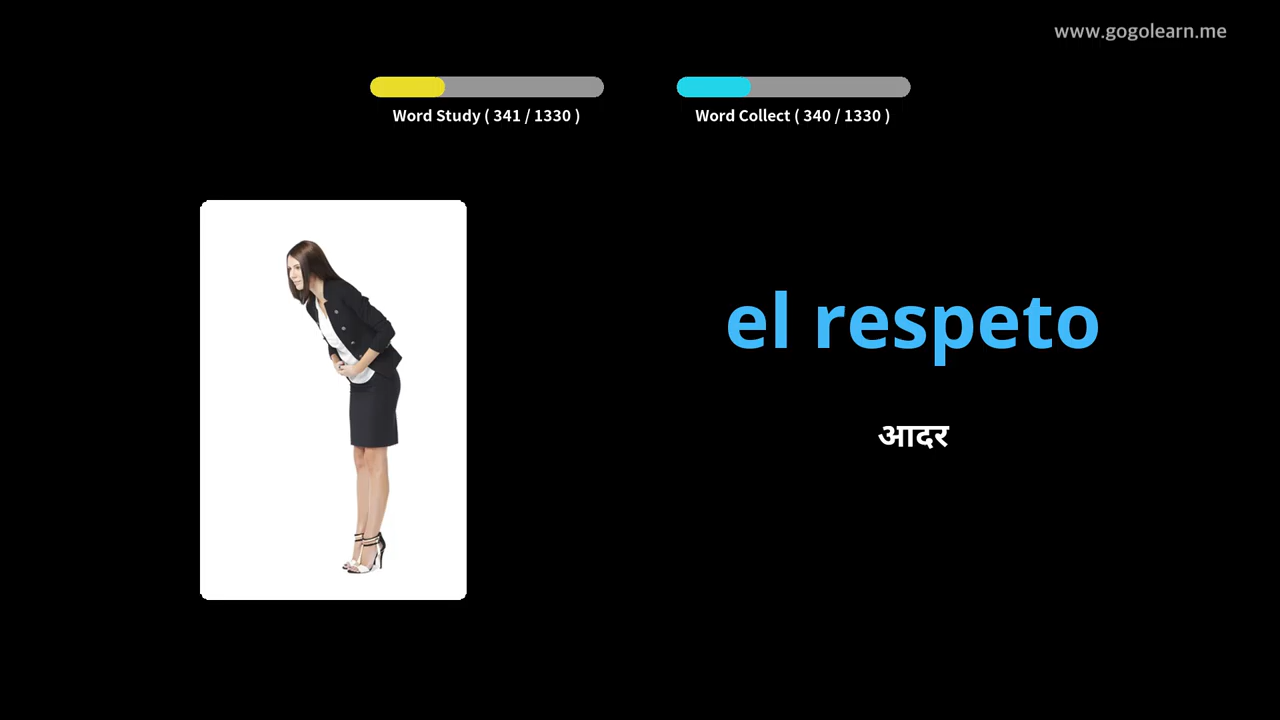 www.gogolearn.me
Word Study ( 341 / 1330 )
Word Collect ( 340 / 1330 )
el respeto
आदर